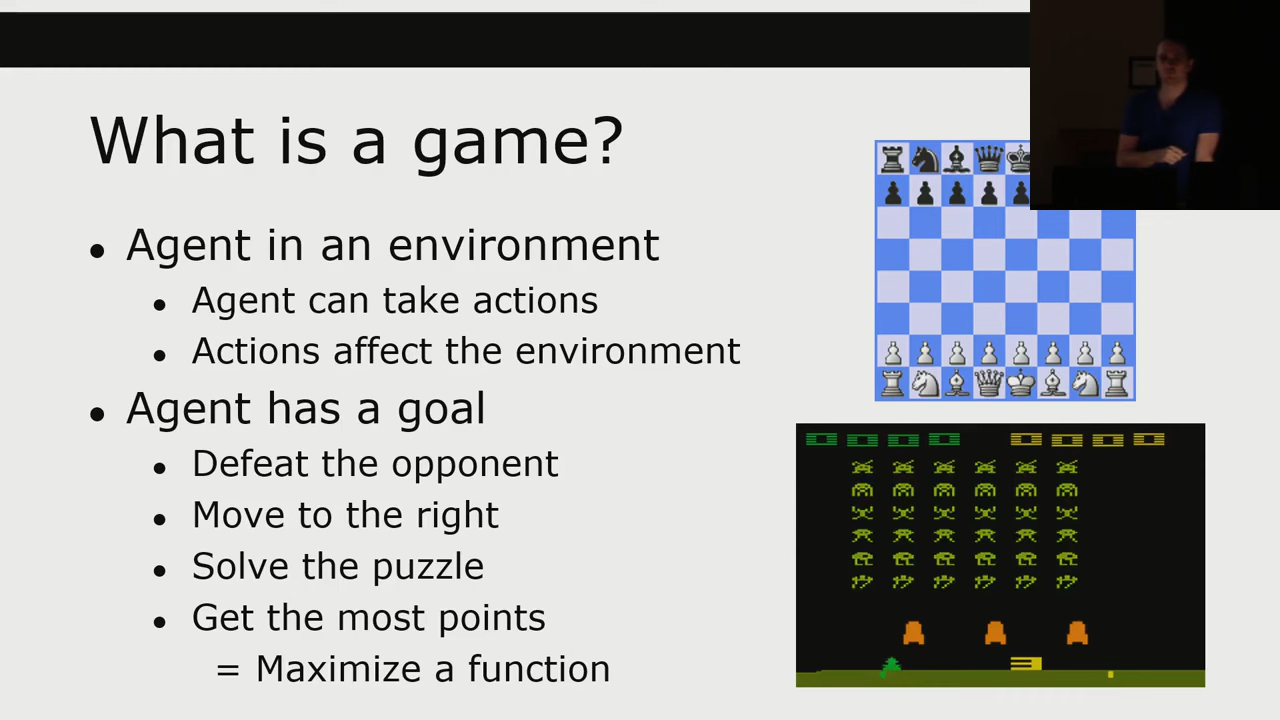 What is a game?
• Agent in an environment
• Agent can take actions
• Actions affect the environment
• Agent has a goal
• Defeat the opponent
• Move to the right
• Solve the puzzle
• Get the most points
= Maximize a function